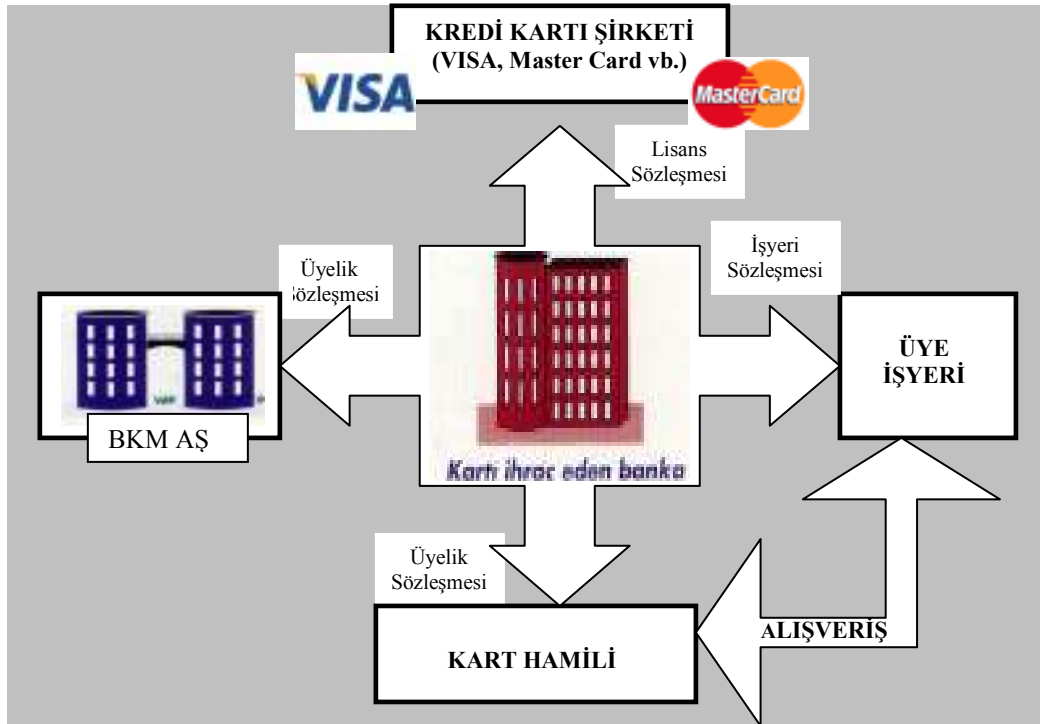 KREDİ KARTI ŞİRKETİ
(VISA, Master Card vb.)
VISA
MasterCard
Lisans
Sözleşmesi
Üyelik
Sözleşmesi
İşyeri
Sözleşmesi
ÜYE
İŞYERİ
BKM AŞ
Kartı ihraç eden banka
Üyelik
Sözleşmesi
ALIŞVERİŞ
KART HAMİLİ